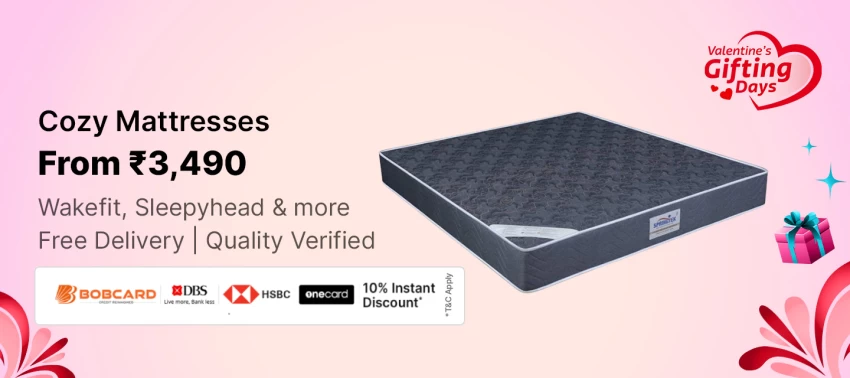 Valentine's
Gifting
Days
Cozy Mattresses
From ₹3,490
Wakefit, Sleepyhead & more
Free Delivery | Quality Verified
BOBCARD
DBS
Live more, Bank less
HSBC
onecard
10% Instant
Discount*
*T&C Apply